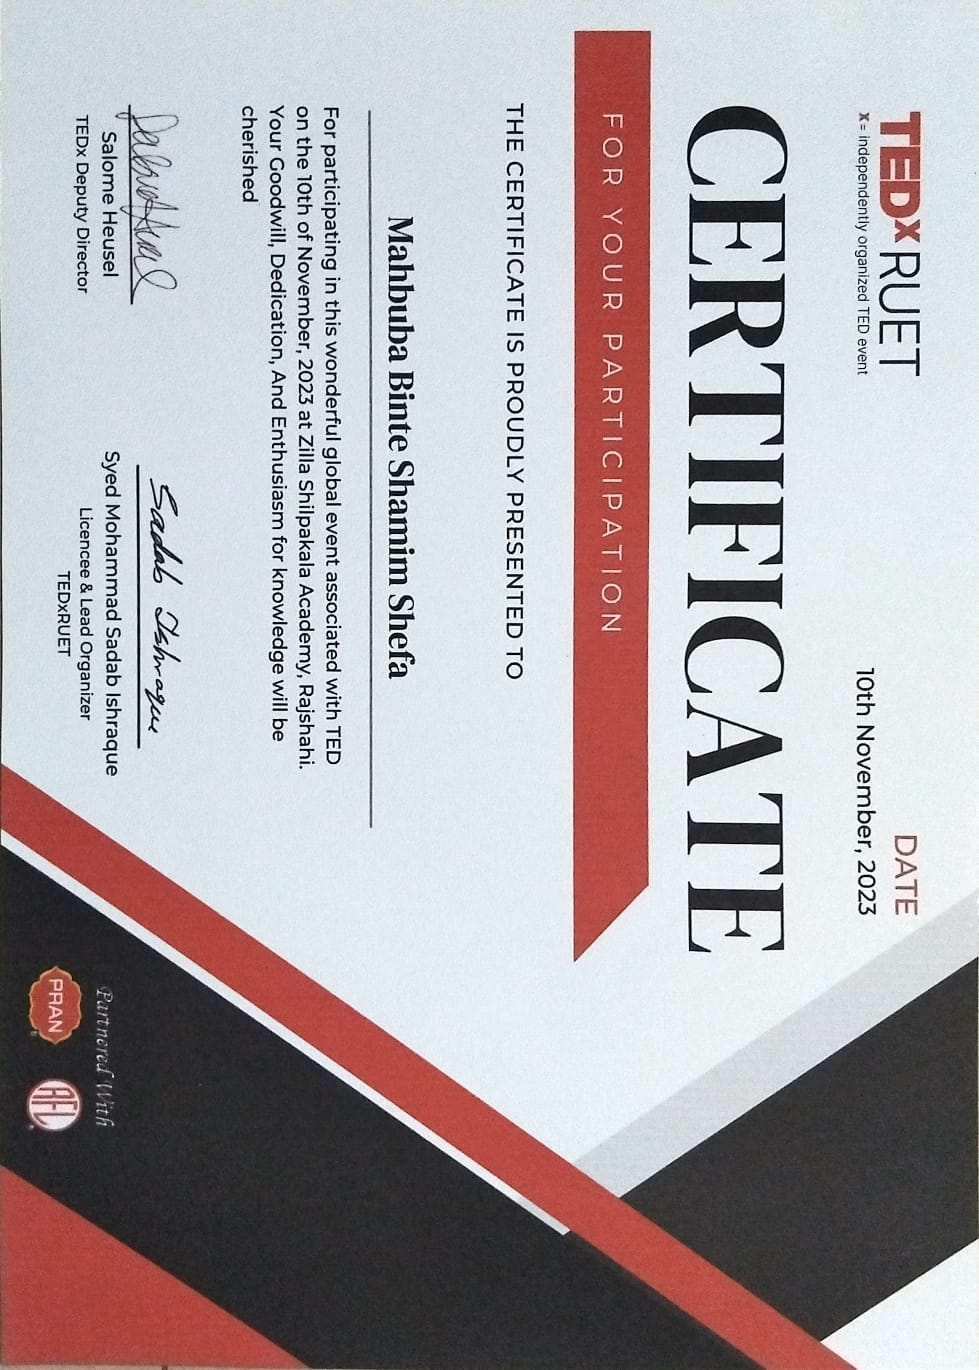 TEDx RUET
x = independently organized TED event
DATE
10th November, 2023
CERTIFICATE
FOR YOUR PARTICIPATION
THE CERTIFICATE IS PROUDLY PRESENTED TO
Mahbuba Binte Shamim Shefa
For participating in this wonderful global event associated with TED
on the 10th of November, 2023 at Zilla Shilpakala Academy, Rajshahi.
Your Goodwill, Dedication, And Enthusiasm for knowledge will be
cherished
Sadab Ishraque
Salome Heusel
TEDx Deputy Director
Syed Mohammad Sadab Ishraque
Licencee & Lead Organizer
TEDxRUET
Partnered With
PRAN
RFL